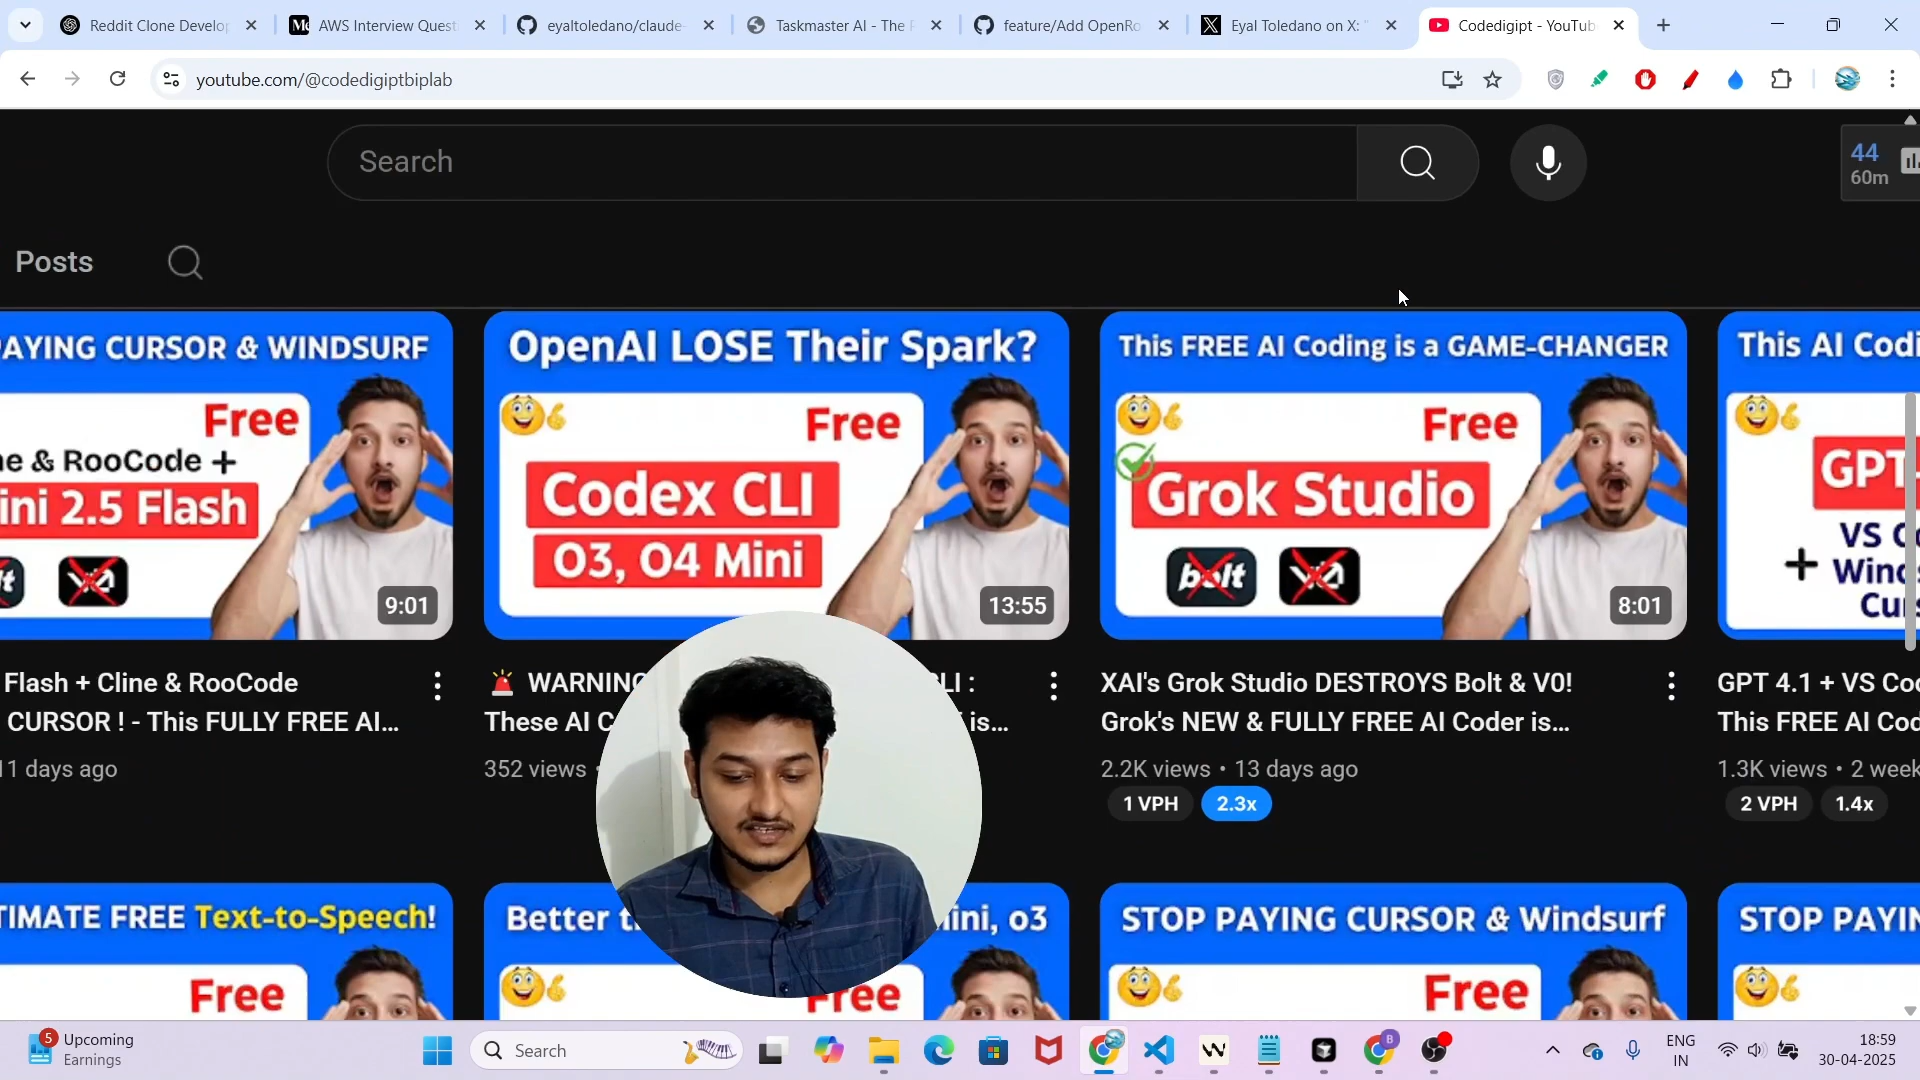 Reddit Clone Develop
AWS Interview Quest
eyaltoledano/claude-
Taskmaster AI - The P
feature/Add OpenRo
Eyal Toledano on X: "
Codedigipt - YouTub
youtube.com/@codedigiptbiplab
Search
44
60m
Posts
AYING CURSOR & WINDSURF
Free
ne & RooCode +
ini 2.5 Flash
9:01
OpenAI LOSE Their Spark?
Free
Codex CLI
O3, O4 Mini
13:55
This FREE AI Coding is a GAME-CHANGER
Free
Grok Studio
bolt
8:01
This AI Codi
GPT-
VS Co
+ Winds
Cu
Flash + Cline & RooCode
CURSOR ! - This FULLY FREE AI...
11 days ago
WARNING
LI :
These AI C
is...
352 views •
XAI's Grok Studio DESTROYS Bolt & V0!
Grok's NEW & FULLY FREE AI Coder is...
2.2K views • 13 days ago
1 VPH 2.3x
GPT 4.1 + VS Coo
This FREE AI Cod
1.3K views • 2 week
2 VPH 1.4x
TIMATE FREE Text-to-Speech!
Free
Better t
ini, o3
Free
STOP PAYING CURSOR & Windsurf
Free
STOP PAYIN
5
Upcoming
Earnings
Search
B
ENG
IN
18:59
30-04-2025